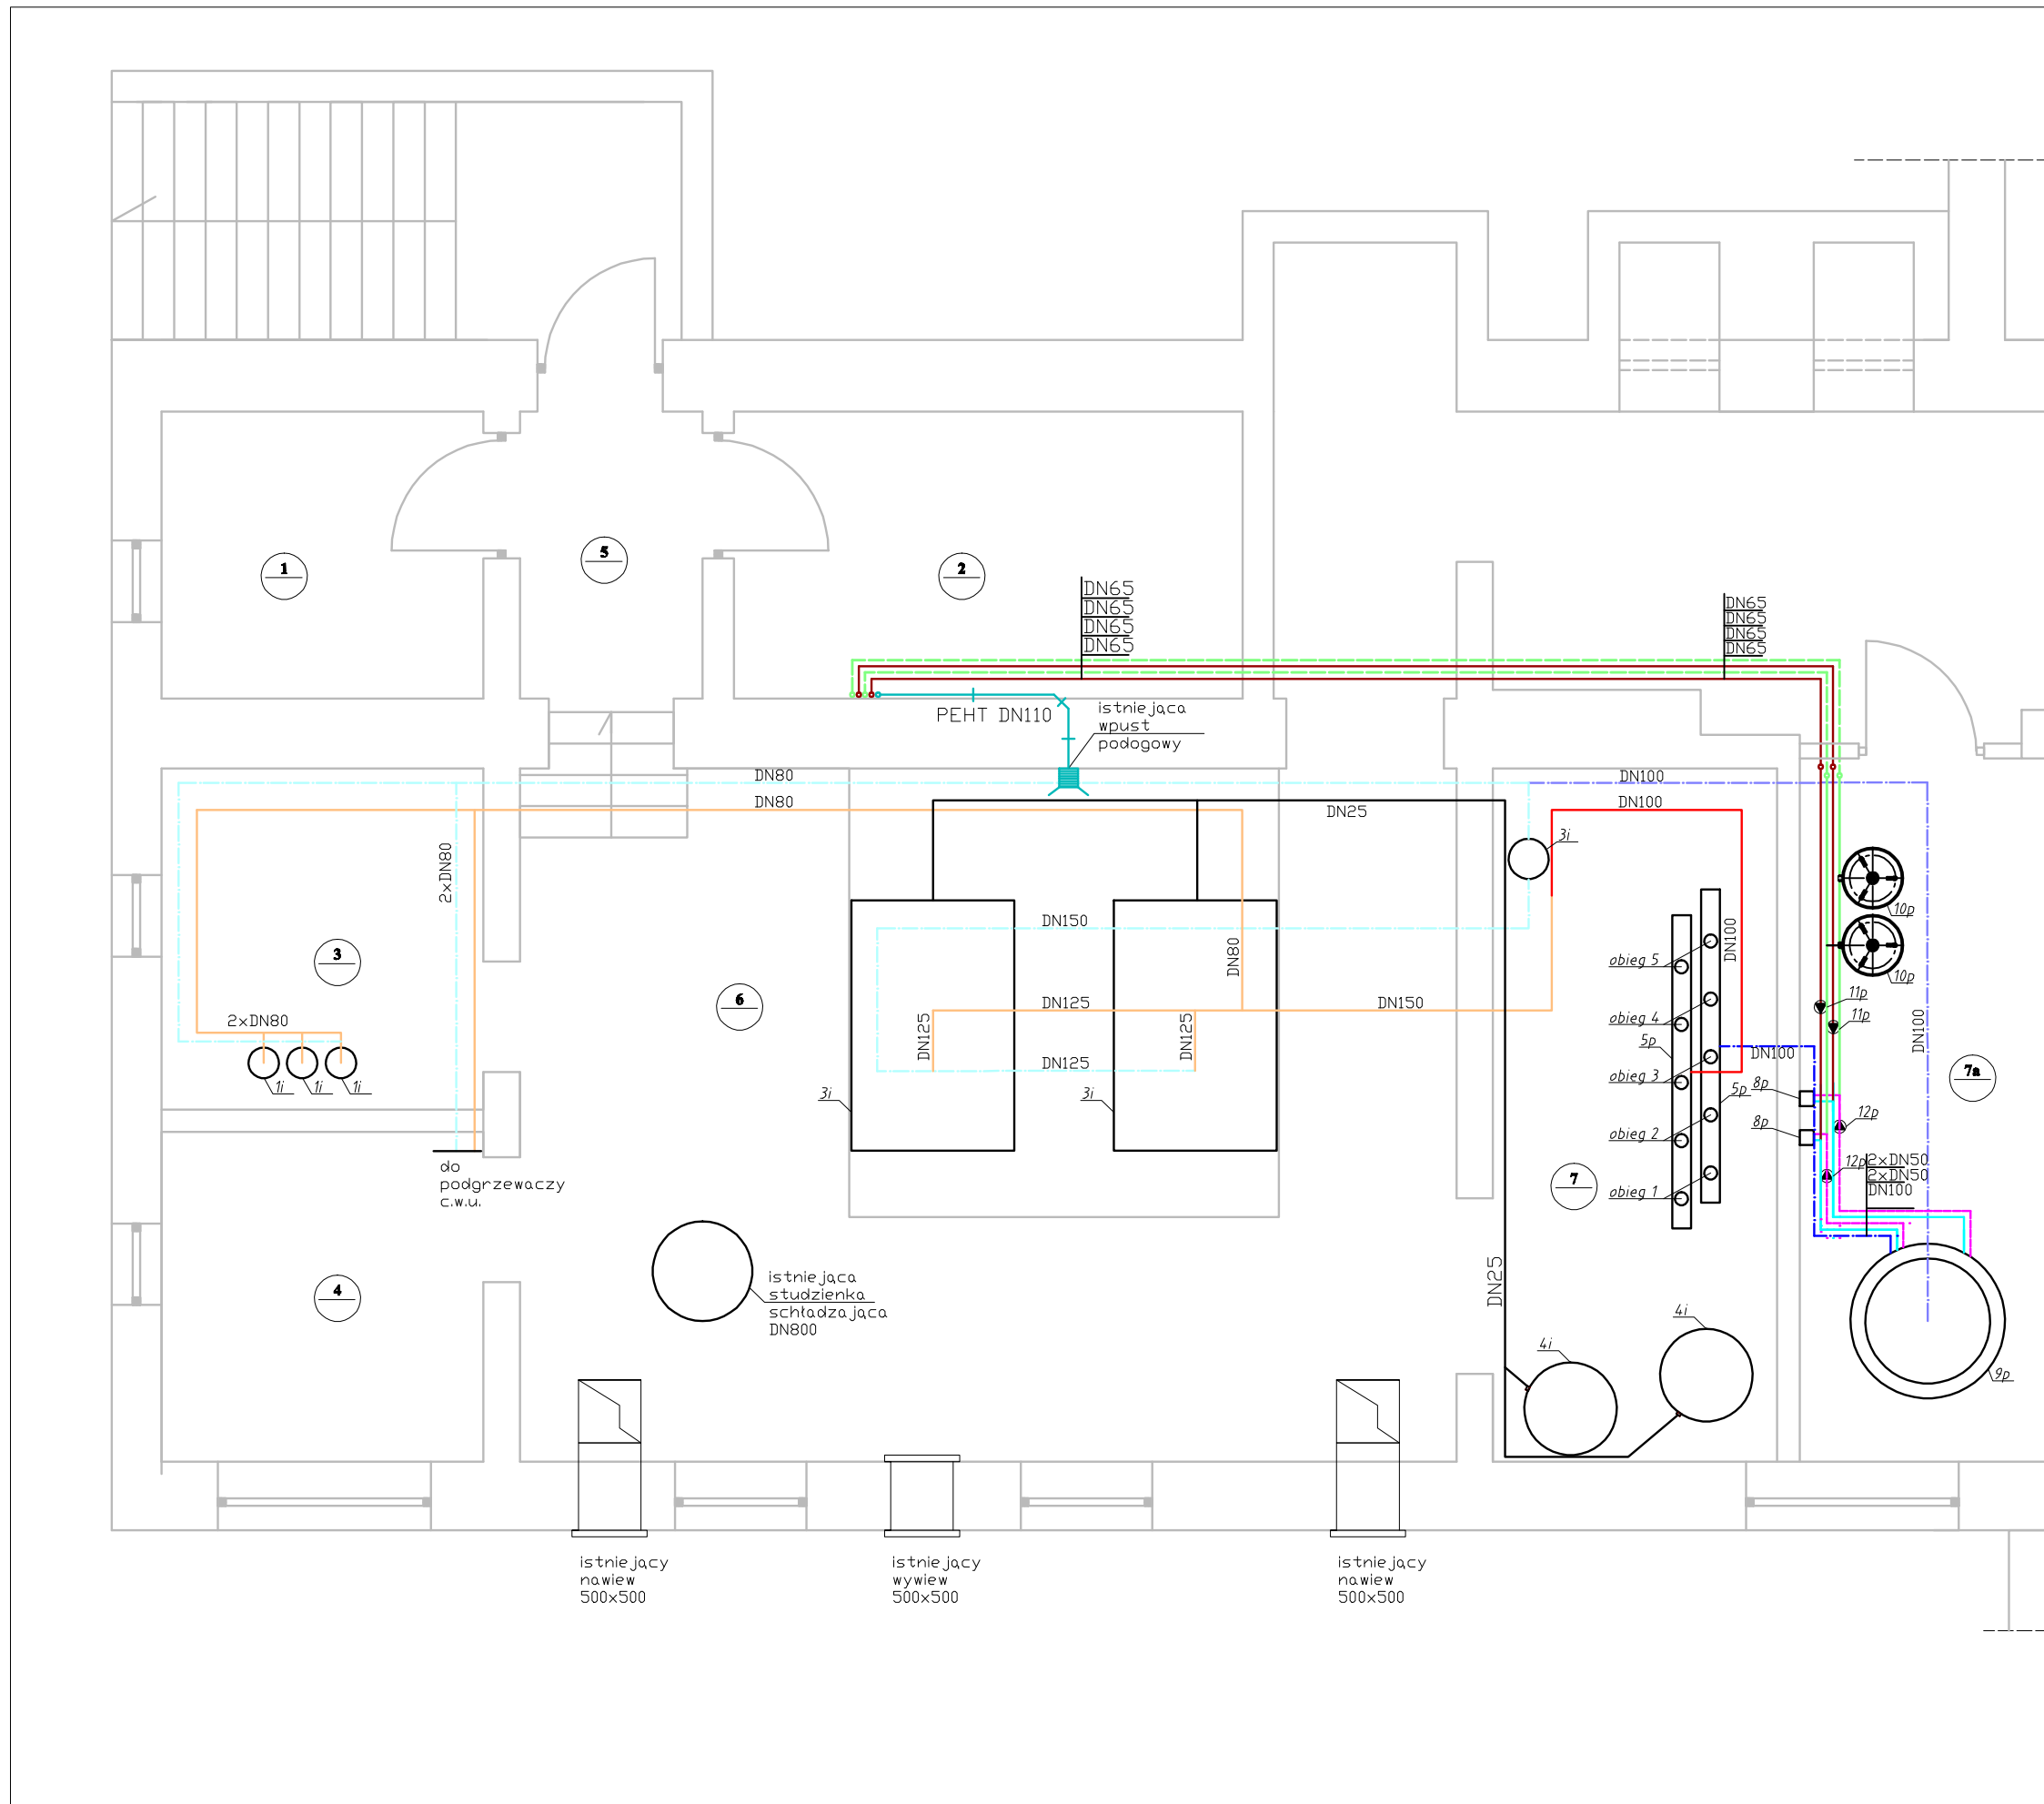 1
5
2
DN65
DN65
DN65
DN65
DN65
DN65
DN65
DN65
PEHT DN110
istniejąca
wpust
podogowy
DN80
DN100
DN80
DN100
DN25
3i
2xDN80
10p
DN150
DN100
DN80
obieg 5
10p
3
11p
6
DN125
DN150
11p
2xDN80
obieg 4
DN100
DN125
DN125
5p
DN100
7a
DN125
1i
1i
1i
3i
3i
obieg 3
5p
8p
12p
8p
obieg 2
12p
2xDN50
2xDN50
DN100
do
podgrzewaczy
c.w.u.
7
obieg 1
4
istniejąca
studzienka
schładzająca
DN800
DN25
4i
4i
9p
istniejący
nawiew
500x500
istniejący
wywiew
500x500
istniejący
nawiew
500x500